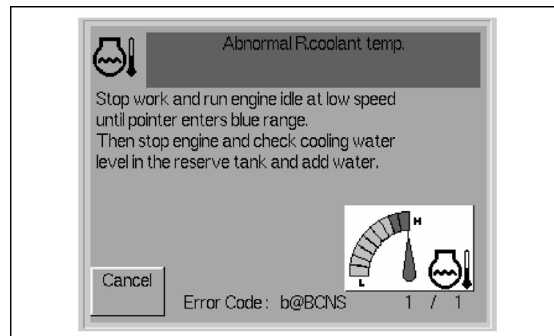 Abnormal R.coolant temp.
Stop work and run engine idle at low speed
until pointer enters blue range.
Then stop engine and check cooling water
level in the reserve tank and add water.
H
L
Cancel
Error Code : b@BCNS 1 / 1